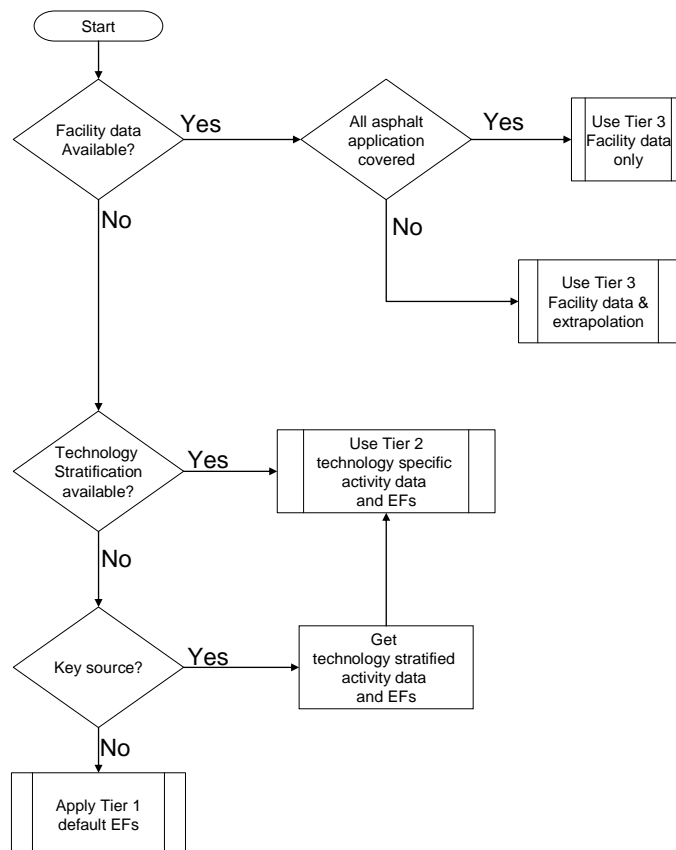 Start
Facility data
Available?
Yes
All asphalt
application
covered
Yes
Use Tier 3
Facility data
only
No
No
Use Tier 3
Facility data &
extrapolation
Technology
Stratification
available?
Yes
Use Tier 2
technology specific
activity data
and EFs
No
Key source?
Yes
Get
technology stratified
activity data
and EFs
No
Apply Tier 1
default EFs